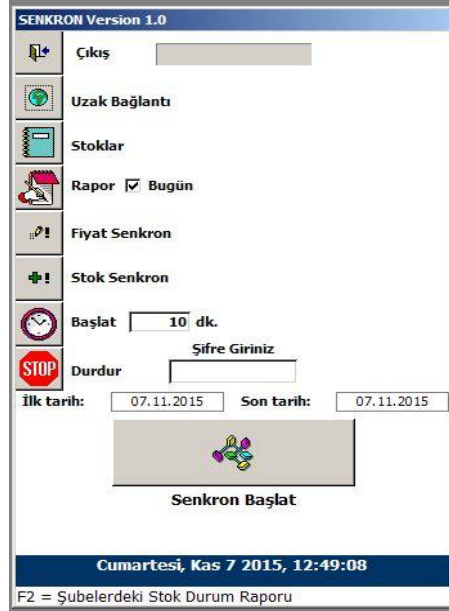 SENKRON Version 1.0
Çıkış
Uzak Bağlantı
Stoklar
Rapor Bugün
Fiyat Senkron
Stok Senkron
Başlat 10 dk.
Şifre Giriniz
STOP Durdur
İlk tarih: 07.11.2015 Son tarih: 07.11.2015
Senkron Başlat
Cumartesi, Kas 7 2015, 12:49:08
F2 = Şubelerdeki Stok Durum Raporu